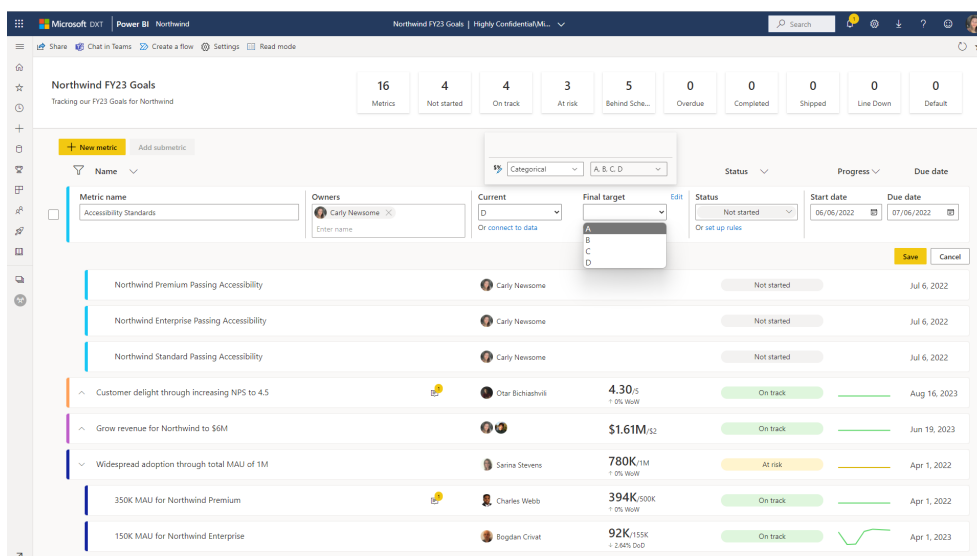 Microsoft DXT Power BI Northwind Northwind FY23 Goals | Highly Confidential\Mi... Search
Share Chat in Teams Create a flow Settings Read mode
Northwind FY23 Goals
Tracking our FY23 Goals for Northwind
16 4 4 3 5 0 0 0 0 0
Metrics Not started On track At risk Behind Sche... Overdue Completed Shipped Line Down Default
New metric Add submetric
Categorical A, B, C, D
Name Status Progress Due date
Metric name Owners Current Final target Edit Status Start date Due date
Accessibility Standards Carly Newsome D Not started 06/06/2022 07/06/2022
Enter name Or connect to data Or set up rules
A
B
C
D
Save Cancel
Northwind Premium Passing Accessibility Carly Newsome Not started Jul 6, 2022
Northwind Enterprise Passing Accessibility Carly Newsome Not started Jul 6, 2022
Northwind Standard Passing Accessibility Carly Newsome Not started Jul 6, 2022
Customer delight through increasing NPS to 4.5 1 Otar Bichiashvili 4.30/5 On track Aug 16, 2023
↑ 0% WoW
Grow revenue for Northwind to $6M $1.61M/$2 On track Jun 19, 2023
Widespread adoption through total MAU of 1M Sarina Stevens 780K/1M At risk Apr 1, 2022
↑ 0% WoW
350K MAU for Northwind Premium 1 Charles Webb 394K/500K On track Apr 1, 2022
↑ 0% WoW
150K MAU for Northwind Enterprise Bogdan Crivat 92K/155K On track Apr 1, 2023
↓ 2.64% DoD